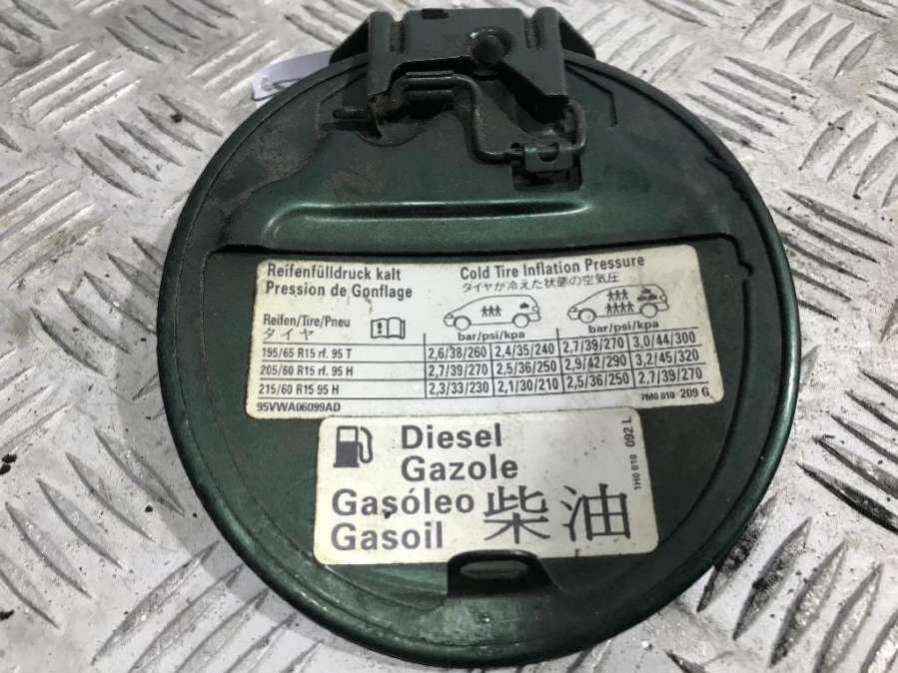 Reifenfülldruck kalt
Pression de Gonflage
Cold Tire Inflation Pressure
タイヤが冷えた状態の空気圧
Reifen/Tire/Pneu
タイヤ
bar/psi/kpa bar/psi/kpa
195/65 R15 rf. 95 T 2,6/38/260 2,4/35/240 2,7/39/270 3,0/44/300
205/60 R15 rf. 95 H 2,7/39/270 2,5/36/250 2,9/42/290 3,2/45/320
215/60 R15 95 H 2,3/33/230 2,1/30/210 2,5/36/250 2,7/39/270
95VWA06099AD 7M0 010 209 G
Diesel
Gazole
Gasóleo
Gasoil
柴油
1H0 010 092 L